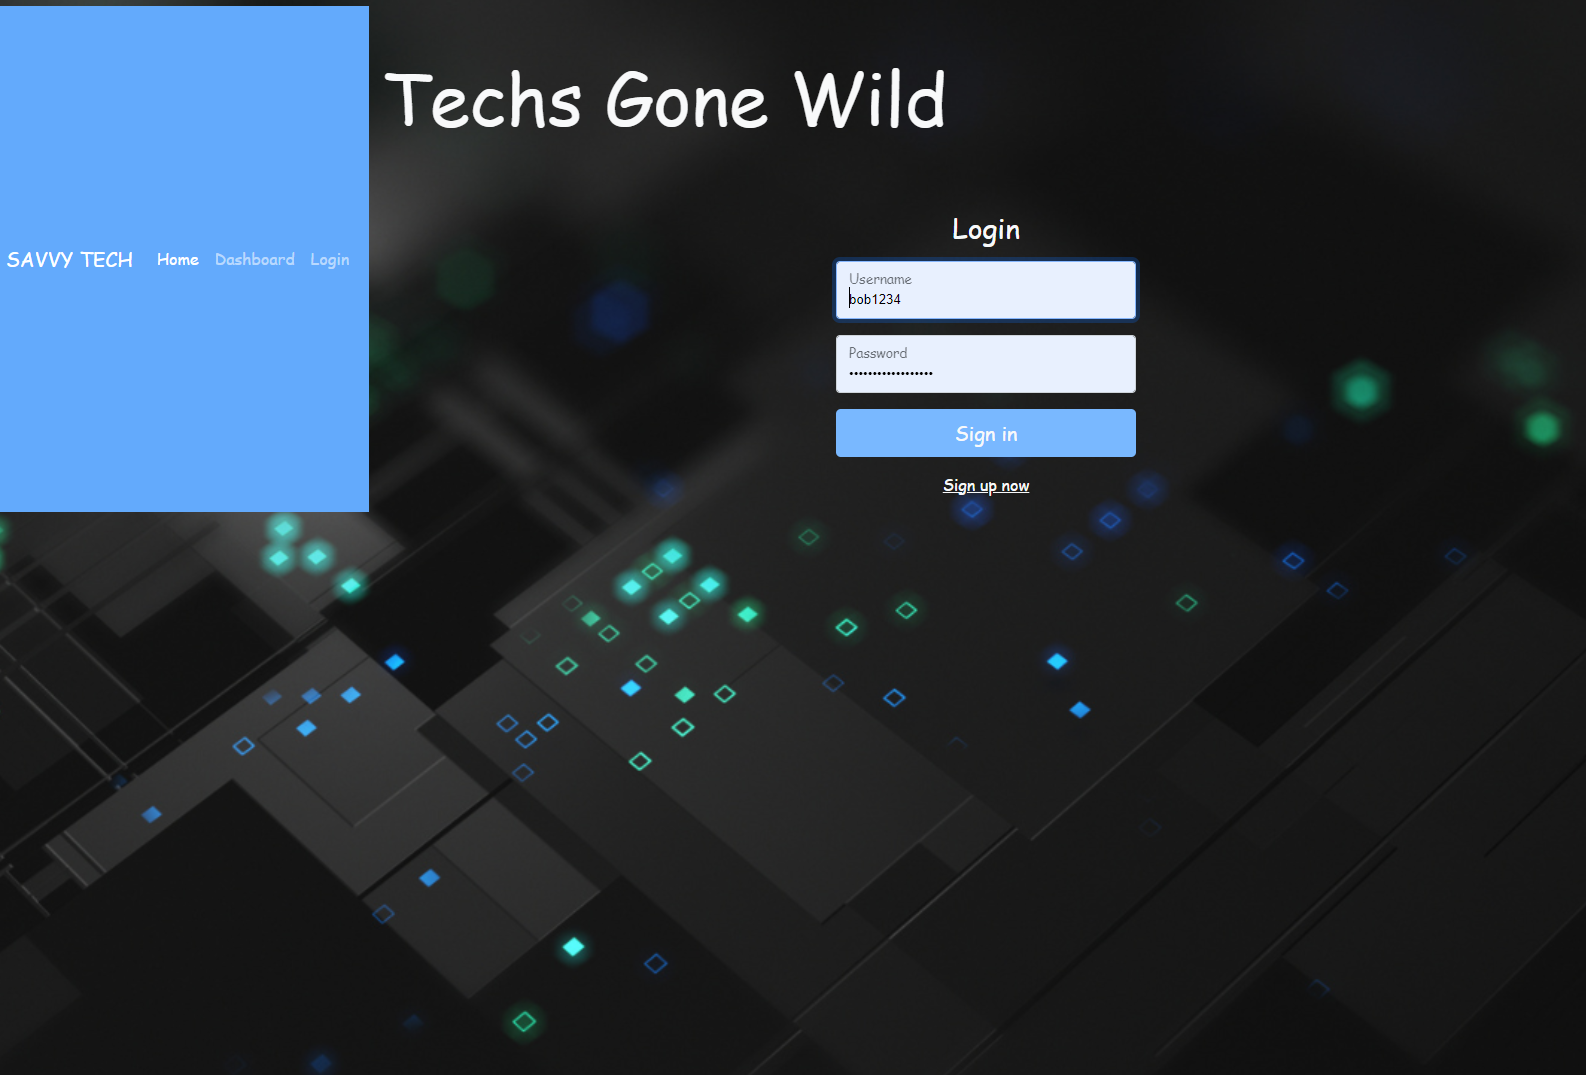 Techs Gone Wild
SAVVY TECH Home Dashboard Login
Login
Username
bob1234
Password
••••••••••••••••••
Sign in
Sign up now